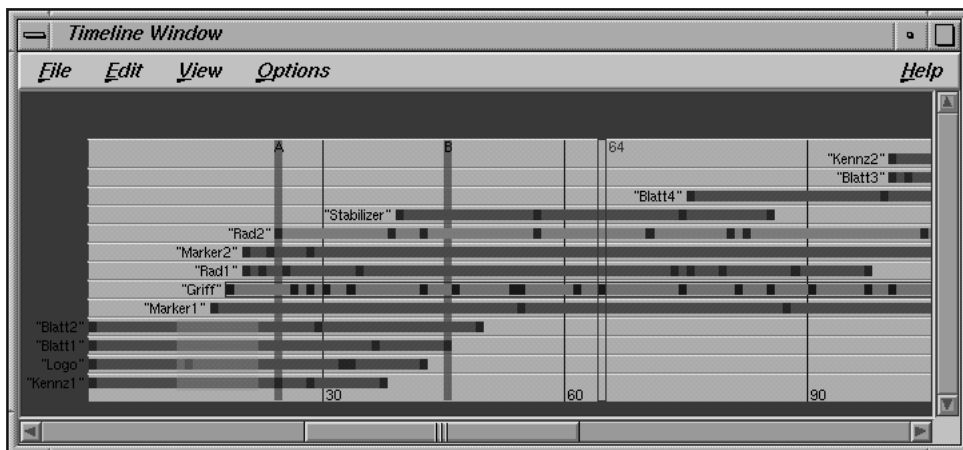 Timeline Window
File Edit View Options Help
A B 64
"Kennz2"
"Blatt3"
"Blatt4"
"Stabilizer"
"Rad2"
"Marker2"
"Rad1"
"Griff"
"Marker1"
"Blatt2"
"Blatt1"
"Logo"
"Kennz1"
30 60 90